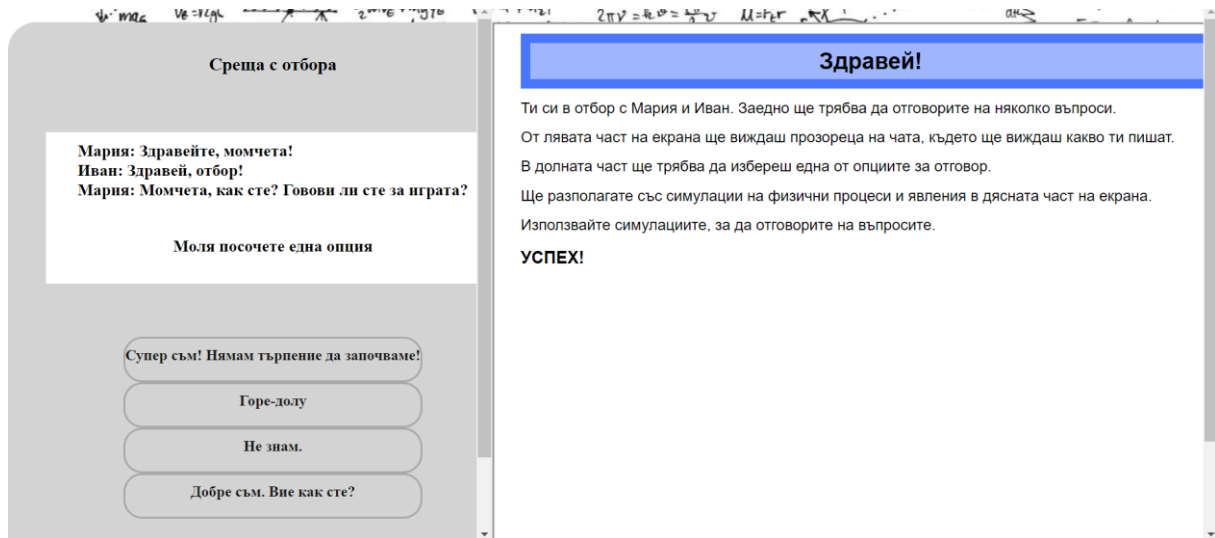 Среща с отбора
Мария: Здравейте, момчета!
Иван: Здравей, отбор!
Мария: Момчета, как сте? Говови ли сте за играта?
Моля посочете една опция
Супер съм! Нямам търпение да започваме!
Горе-долу
Не знам.
Добре съм. Вие как сте?
Здравей!
Ти си в отбор с Мария и Иван. Заедно ще трябва да отговорите на няколко въпроси.
От лявата част на екрана ще виждаш прозореца на чата, където ще виждаш какво ти пишат.
В долната част ще трябва да избереш една от опциите за отговор.
Ще разполагате със симулации на физични процеси и явления в дясната част на екрана.
Използвайте симулациите, за да отговорите на въпросите.
УСПЕХ!